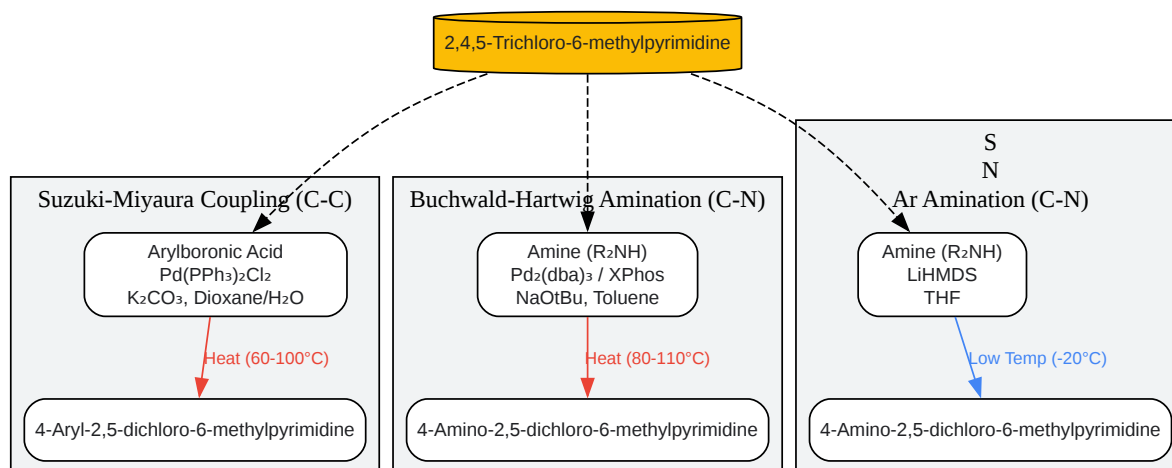 2,4,5-Trichloro-6-methylpyrimidine
Suzuki-Miyaura Coupling (C-C)
Arylboronic Acid
Pd(PPh₃)₂Cl₂
K₂CO₃, Dioxane/H₂O
Heat (60-100°C)
4-Aryl-2,5-dichloro-6-methylpyrimidine
Buchwald-Hartwig Amination (C-N)
Amine (R₂NH)
Pd₂(dba)₃ / XPhos
NaOtBu, Toluene
Heat (80-110°C)
4-Amino-2,5-dichloro-6-methylpyrimidine
S
N
Ar Amination (C-N)
Amine (R₂NH)
LiHMDS
THF
Low Temp (-20°C)
4-Amino-2,5-dichloro-6-methylpyrimidine